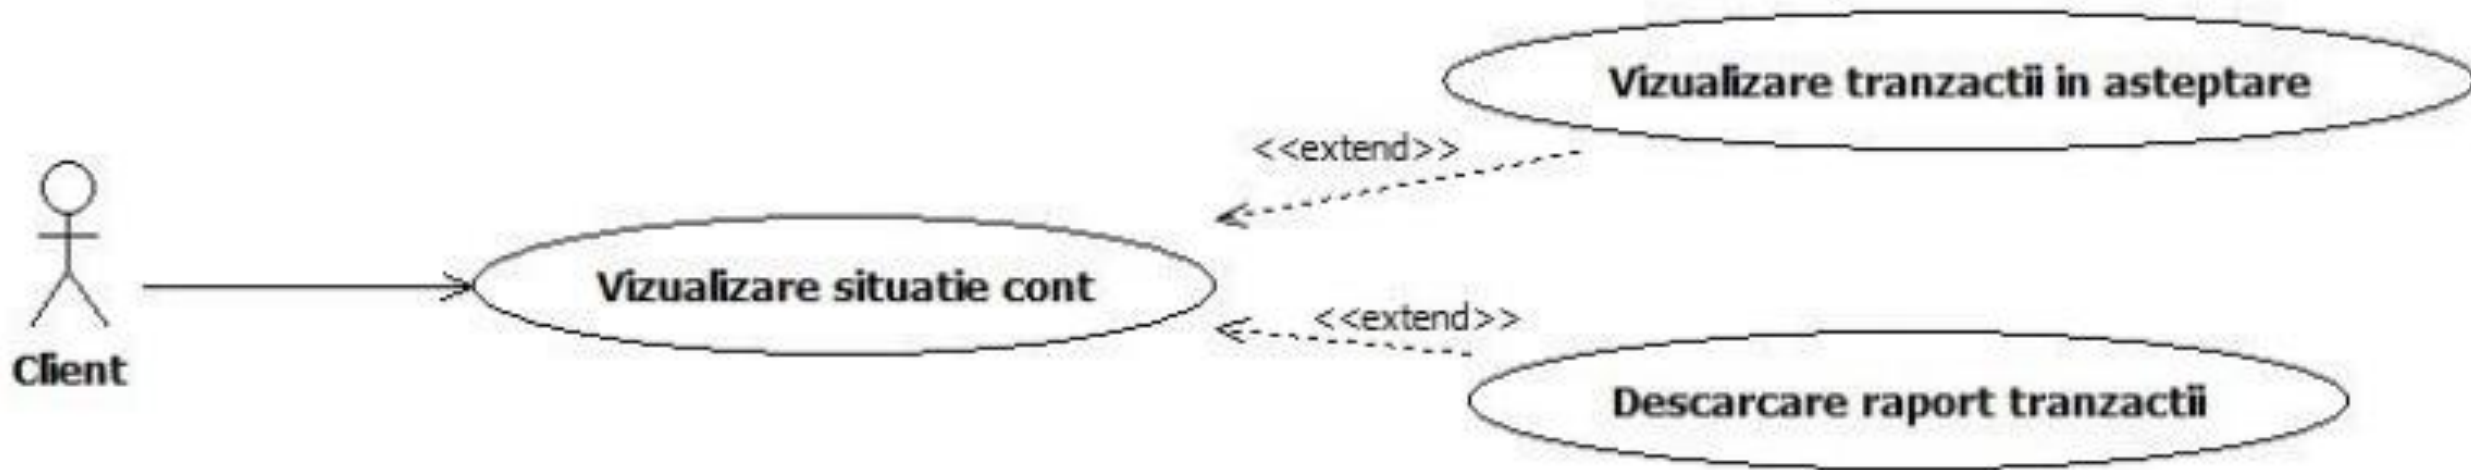 Vizualizare tranzactii in asteptare
<<extend>>
Vizualizare situatie cont
<<extend>>
Client
Descarcare raport tranzactii